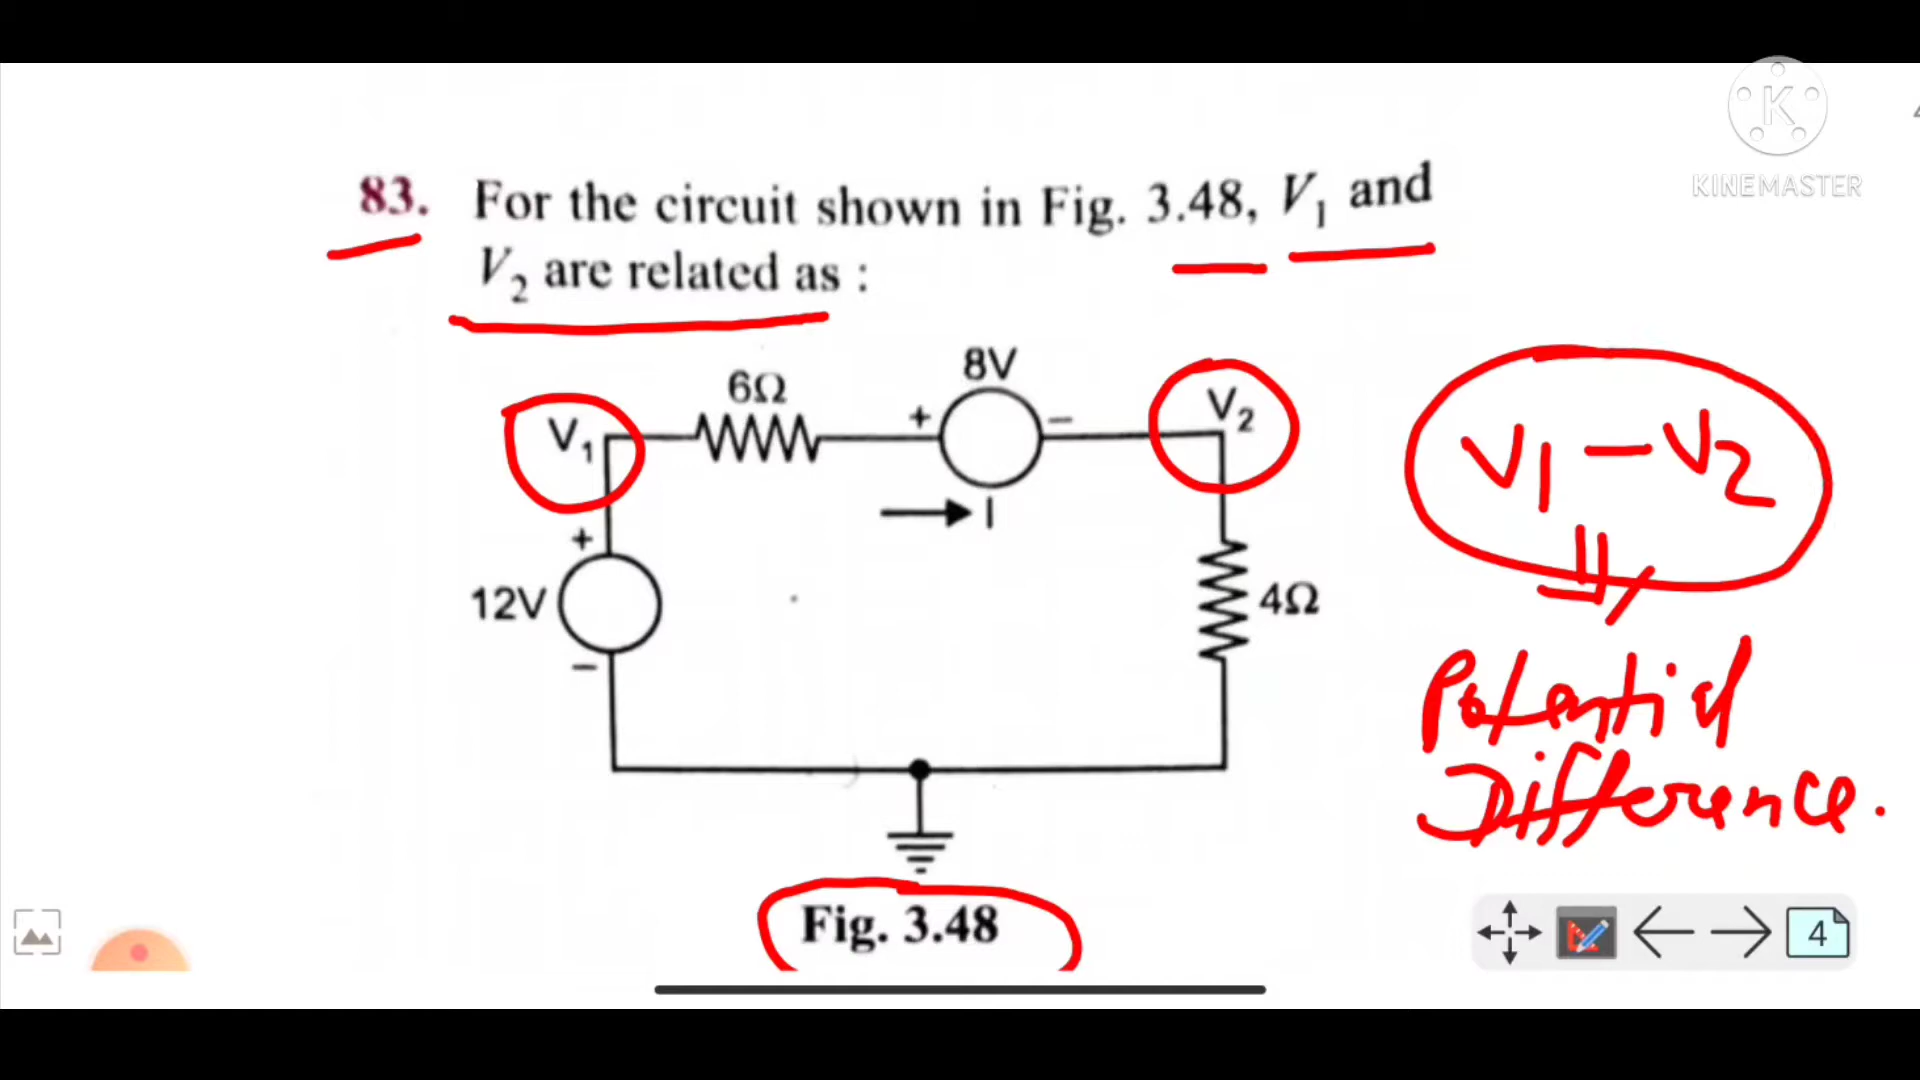 KINEMASTER
83. For the circuit shown in Fig. 3.48, V₁ and
V₂ are related as :
8V
6Ω
V₁
+
−
V₂
V1 − V2
I
+
12V
−
4Ω
Potential
Difference.
Fig. 3.48
4